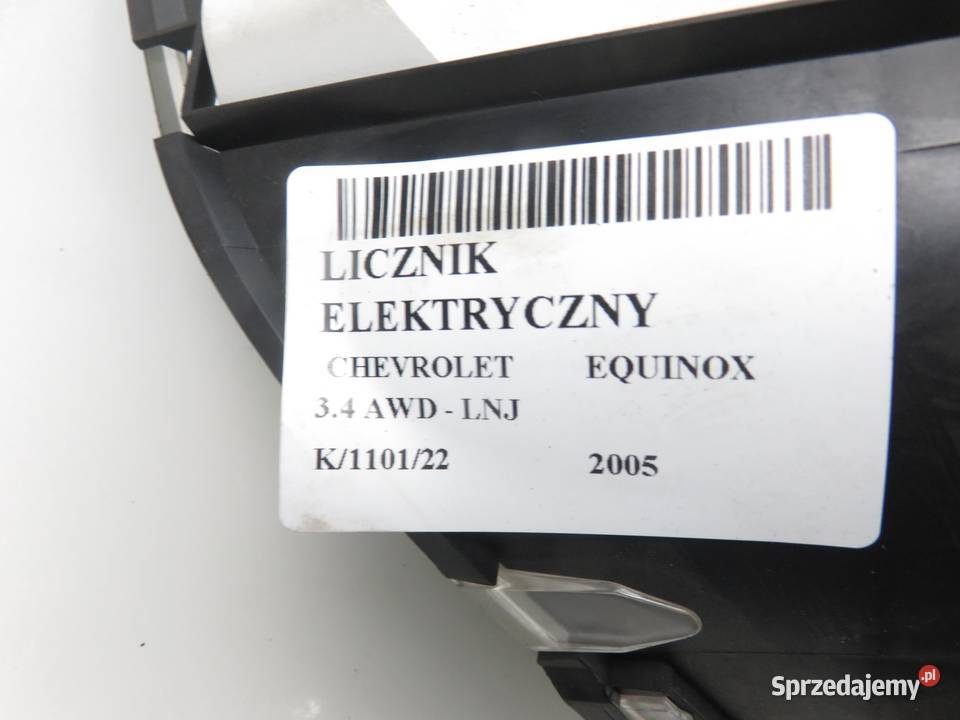 LICZNIK
ELEKTRYCZNY
CHEVROLET EQUINOX
3.4 AWD - LNJ
K/1101/22 2005
Sprzedajemy.pl